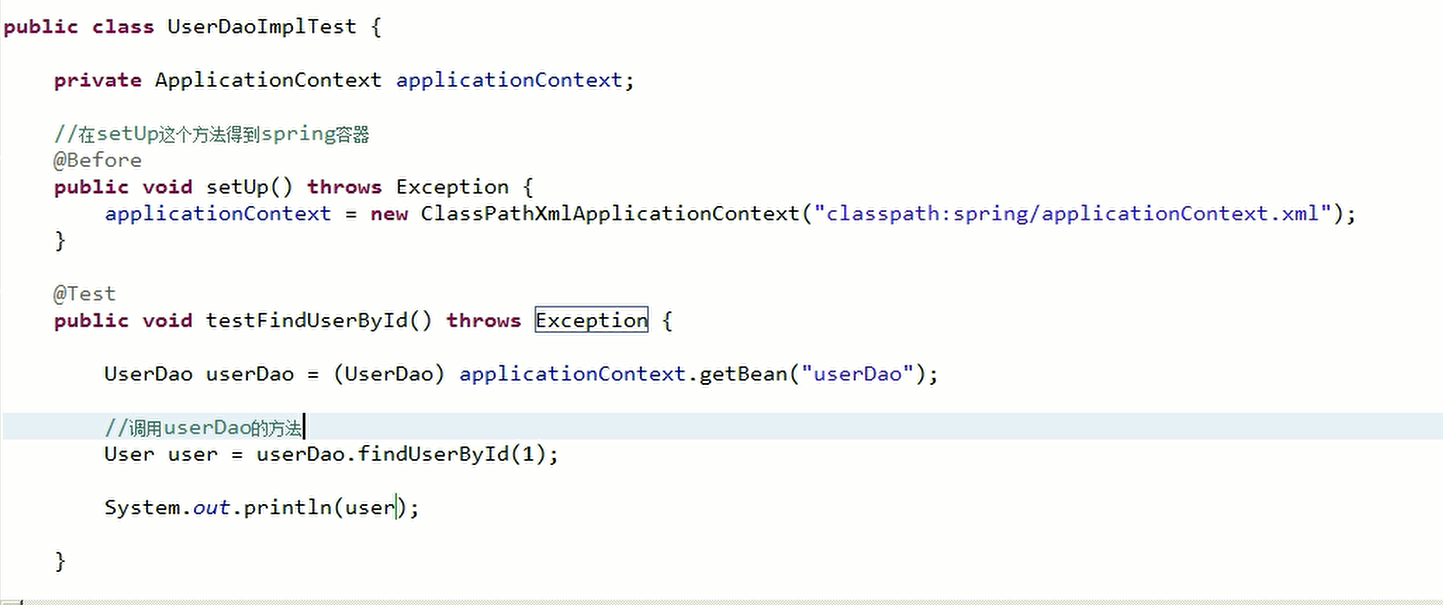 public class UserDaoImplTest {
private ApplicationContext applicationContext;
//在setUp这个方法得到spring容器
@Before
public void setUp() throws Exception {
applicationContext = new ClassPathXmlApplicationContext("classpath:spring/applicationContext.xml");
}
@Test
public void testFindUserById() throws Exception {
UserDao userDao = (UserDao) applicationContext.getBean("userDao");
//调用userDao的方法
User user = userDao.findUserById(1);
System.out.println(user);
}